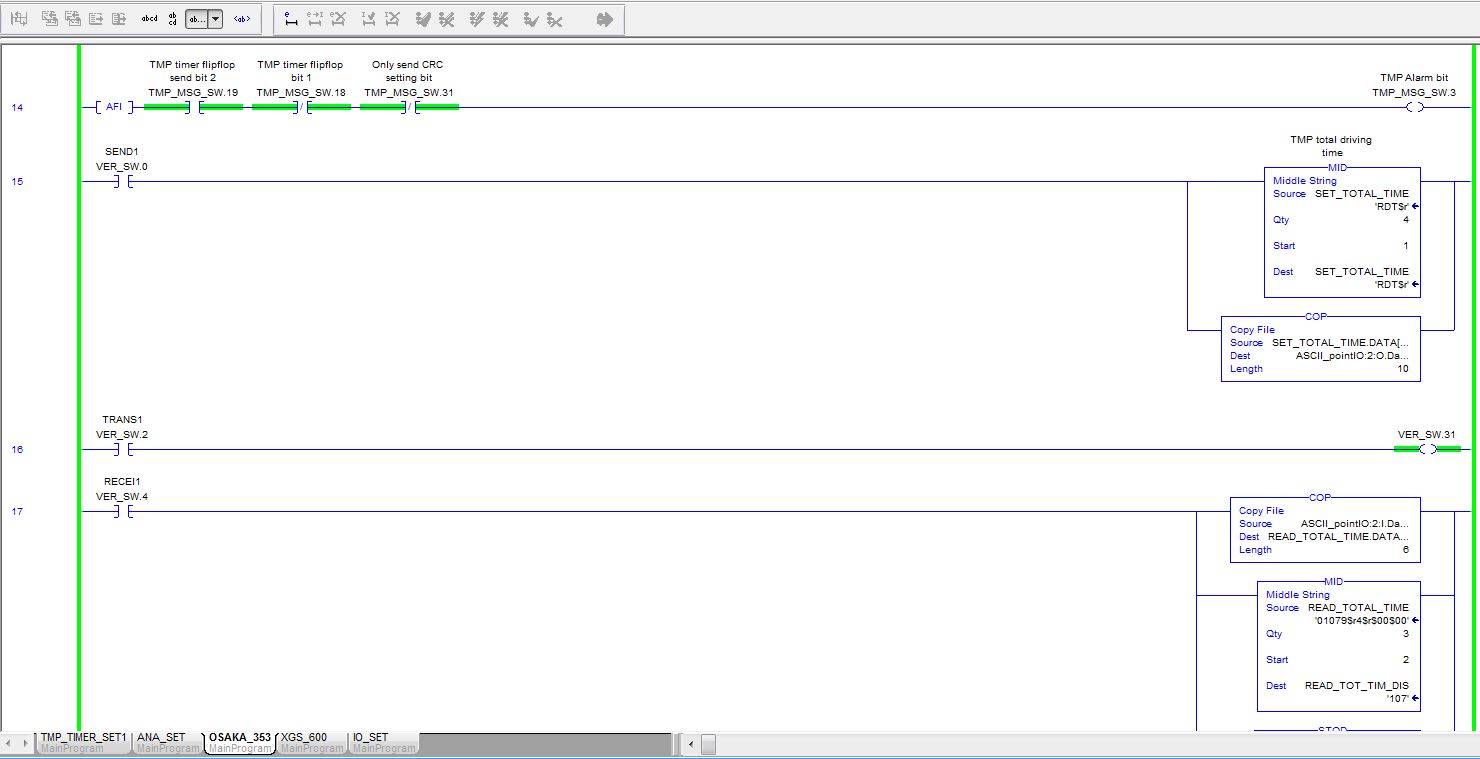 abcd
ab
cd
ab...
<ab>
TMP timer flipflop
send bit 2
TMP_MSG_SW.19
TMP timer flipflop
bit 1
TMP_MSG_SW.18
Only send CRC
setting bit
TMP_MSG_SW.31
TMP Alarm bit
TMP_MSG_SW.3
14
AFI
SEND1
VER_SW.0
15
TMP total driving
time
MID
Middle String
Source SET_TOTAL_TIME
'RDT$r'
Qty 4
Start 1
Dest SET_TOTAL_TIME
'RDT$r'
COP
Copy File
Source SET_TOTAL_TIME.DATA[...
Dest ASCII_pointIO:2:O.Da...
Length 10
TRANS1
VER_SW.2
VER_SW.31
16
RECEI1
VER_SW.4
17
COP
Copy File
Source ASCII_pointIO:2:I.Da...
Dest READ_TOTAL_TIME.DATA...
Length 6
MID
Middle String
Source READ_TOTAL_TIME
'01079$r4$r$00$00'
Qty 3
Start 2
Dest READ_TOT_TIM_DIS
'107'
STOD
TMP_TIMER_SET1 ANA_SET OSAKA_353 XGS_600 IO_SET
MainProgram MainProgram MainProgram MainProgram MainProgram